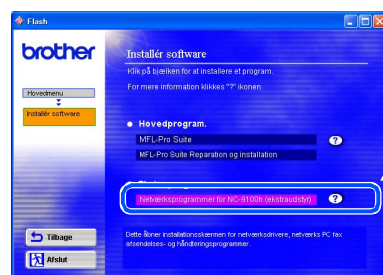 Flash
brother
Installér software
Klik på bjælken for at installere et program.
For mere information klikkes "?" ikonen.
Hovedmenu
Installér software
Hovedprogram.
MFL-Pro Suite
?
MFL-Pro Suite Reparation og installation
Netværksprogrammer for NC-9100h (ekstraudstyr)
?
Dette åbner installationsskærmen for netværksdrivere, netværks PC fax
afsendelses- og håndteringsprogrammer.
Tilbage
Afslut